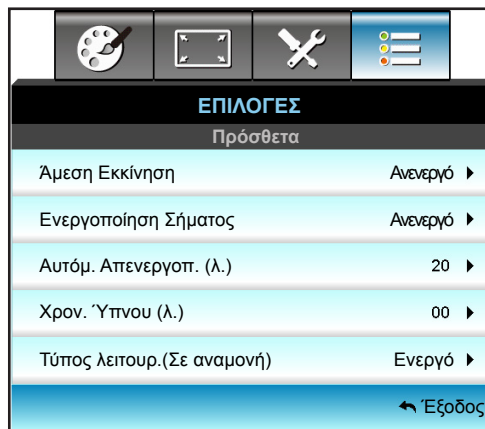 ΕΠΙΛΟΓΕΣ
Πρόσθετα
Άμεση Εκκίνηση Ανενεργό
Ενεργοποίηση Σήματος Ανενεργό
Αυτόμ. Απενεργοπ. (λ.) 20
Χρον. Ύπνου (λ.) 00
Τύπος λειτουρ.(Σε αναμονή) Ενεργό
Έξοδος